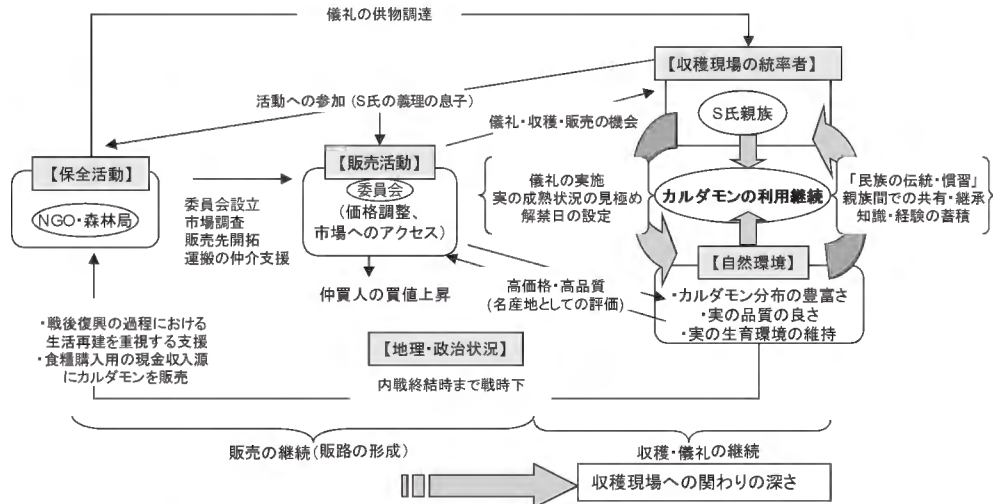 儀礼の供物調達
【収穫現場の統率者】
活動への参加（S氏の義理の息子）
S氏親族
儀礼・収穫・販売の機会
【保全活動】
NGO・森林局
委員会設立
市場調査
販売先開拓
運搬の仲介支援
【販売活動】
委員会
（価格調整、
市場へのアクセス）
仲買人の買値上昇
儀礼の実施
実の成熟状況の見極め
解禁日の設定
カルダモンの利用継続
「民族の伝統・慣習」
親族間での共有・継承
知識・経験の蓄積
【自然環境】
・カルダモン分布の豊富さ
・実の品質の良さ
・実の生育環境の維持
高価格・高品質
（名産地としての評価）
・戦後復興の過程における
生活再建を重視する支援
・食糧購入用の現金収入源
にカルダモンを販売
【地理・政治状況】
内戦終結時まで戦時下
販売の継続（販路の形成）
収穫・儀礼の継続
収穫現場への関わりの深さ